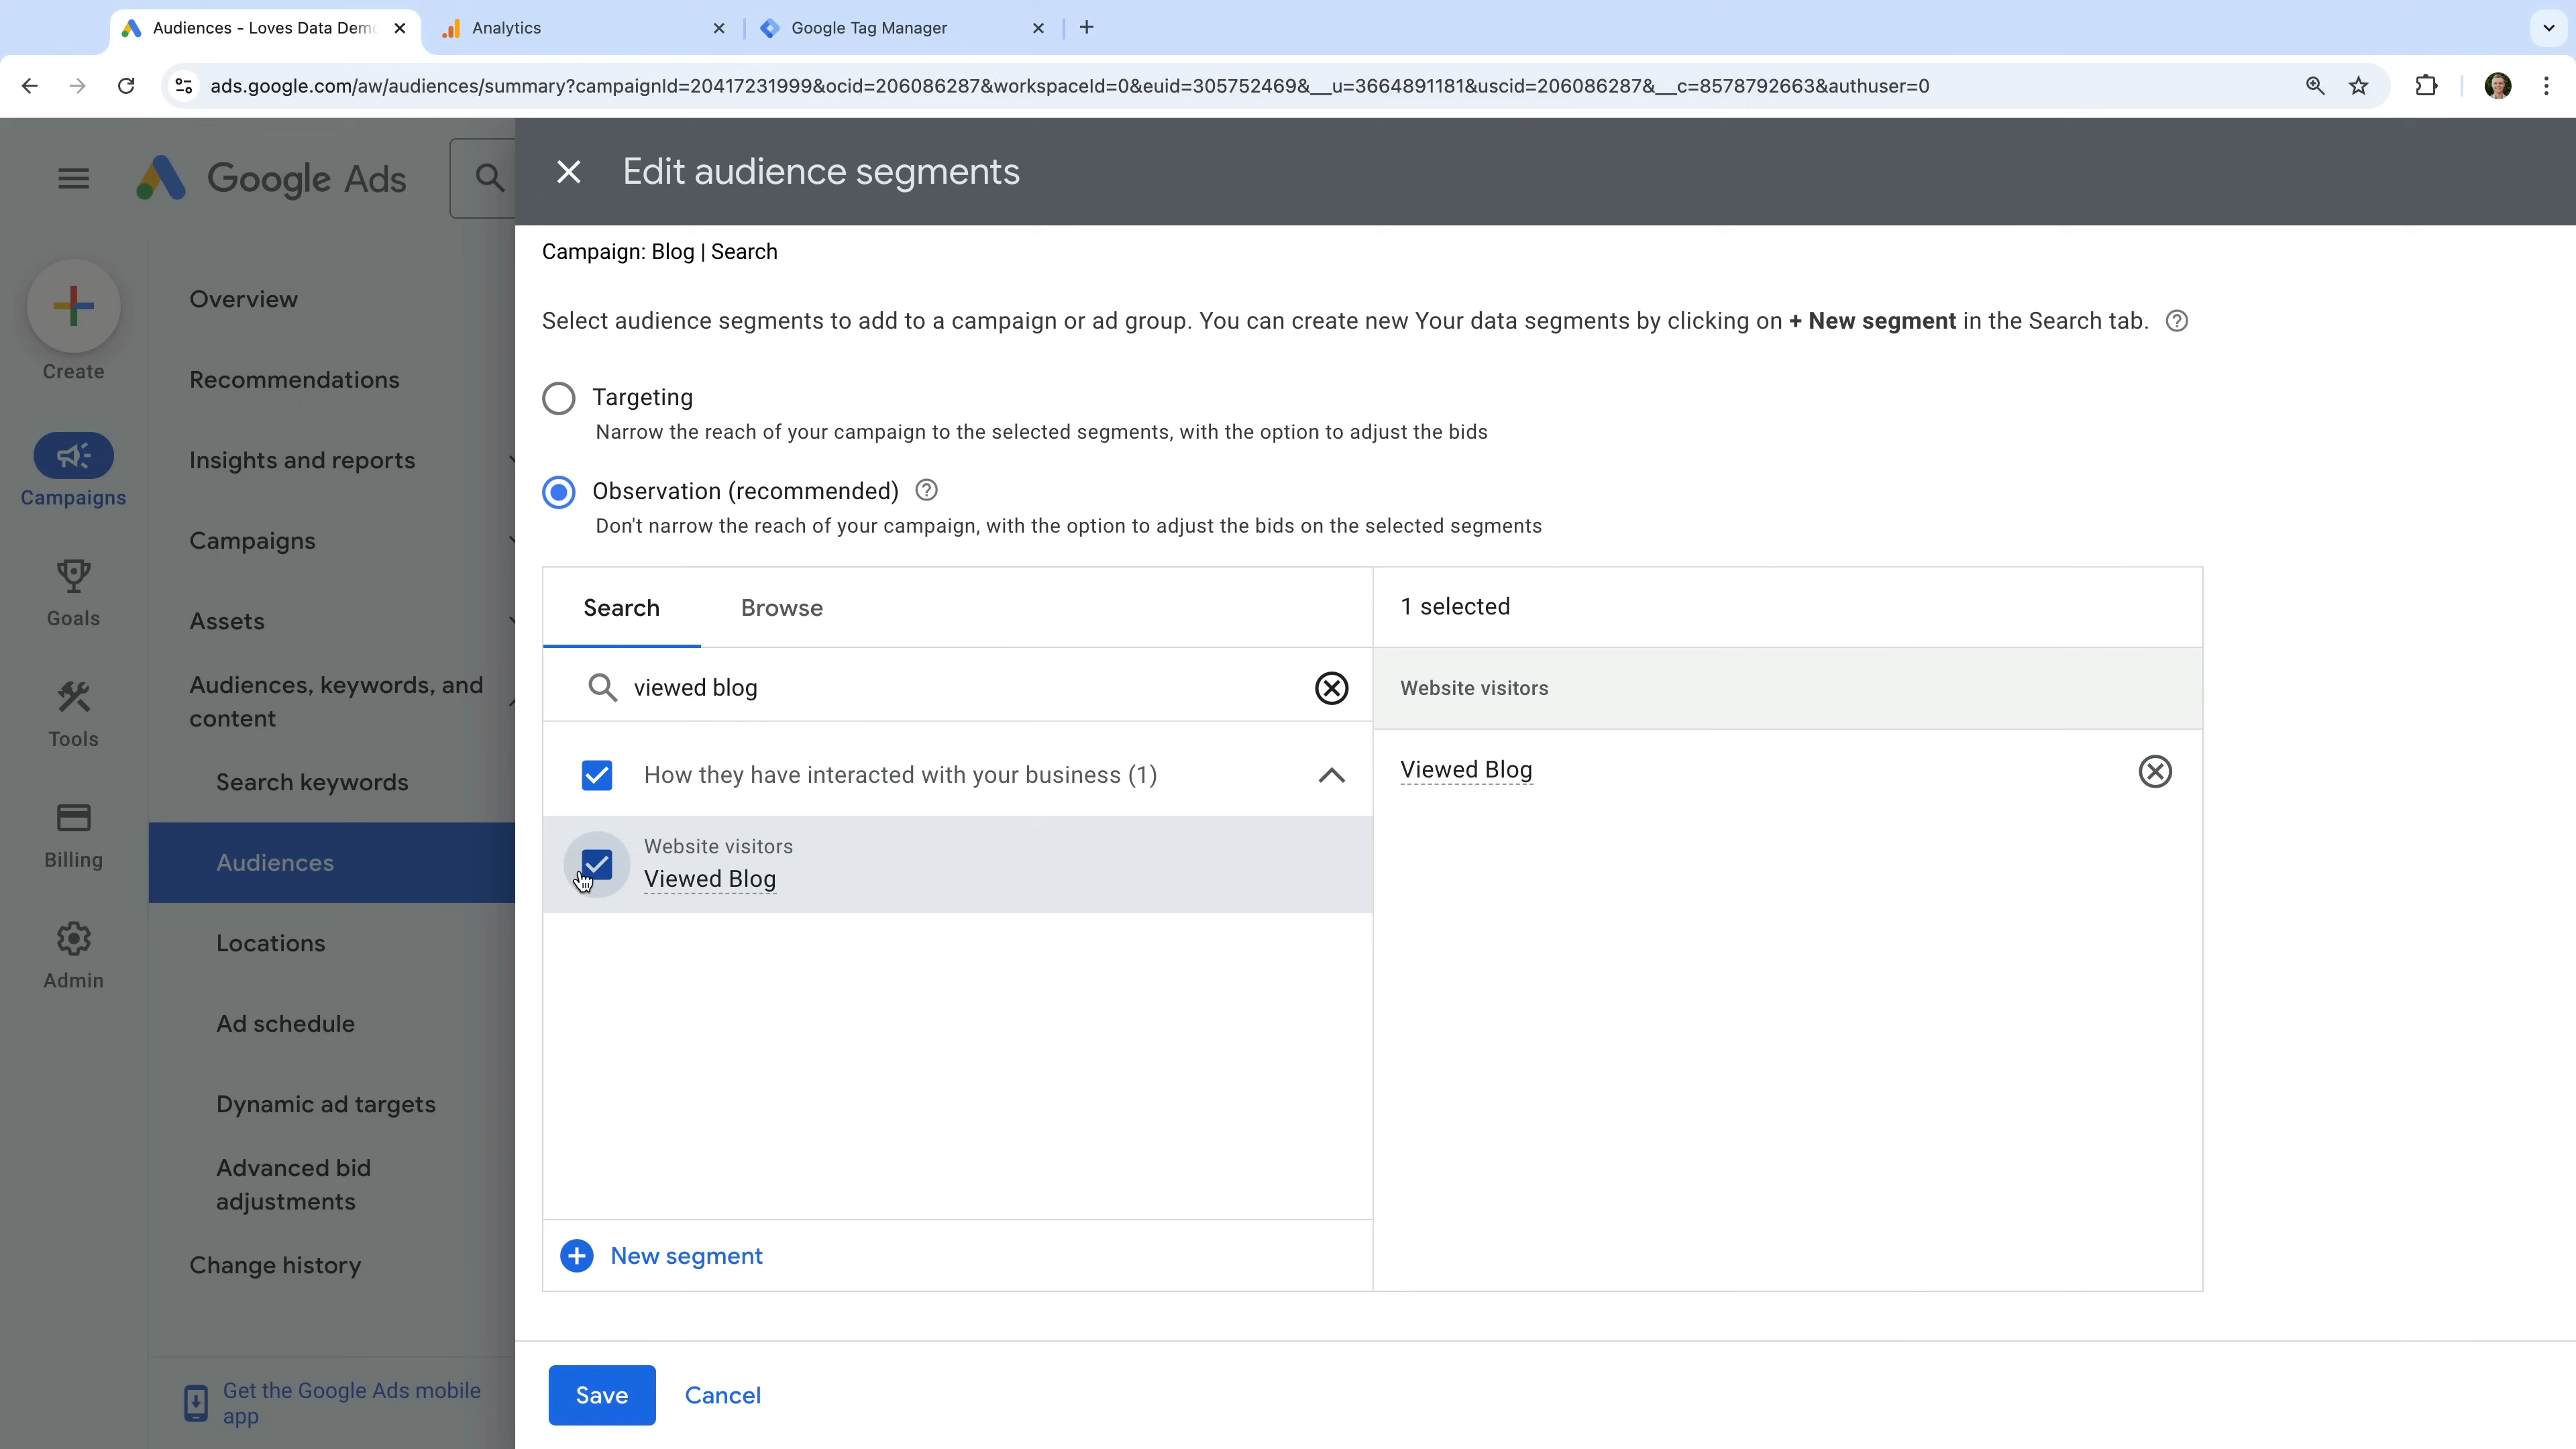 Audiences - Loves Data Dem
Analytics
Google Tag Manager
ads.google.com/aw/audiences/summary?campaignId=20417231999&ocid=206086287&workspaceId=0&euid=305752469&__u=3664891181&uscid=206086287&__c=8578792663&authuser=0
Google Ads
Create
Campaigns
Goals
Tools
Billing
Admin
Overview
Recommendations
Insights and reports
Campaigns
Assets
Audiences, keywords, and
content
Search keywords
Audiences
Locations
Ad schedule
Dynamic ad targets
Advanced bid
adjustments
Change history
Get the Google Ads mobile
app
Edit audience segments
Campaign: Blog | Search
Select audience segments to add to a campaign or ad group. You can create new Your data segments by clicking on + New segment in the Search tab.
Targeting
Narrow the reach of your campaign to the selected segments, with the option to adjust the bids
Observation (recommended)
Don't narrow the reach of your campaign, with the option to adjust the bids on the selected segments
Search
Browse
viewed blog
How they have interacted with your business (1)
Website visitors
Viewed Blog
New segment
1 selected
Website visitors
Viewed Blog
Save
Cancel